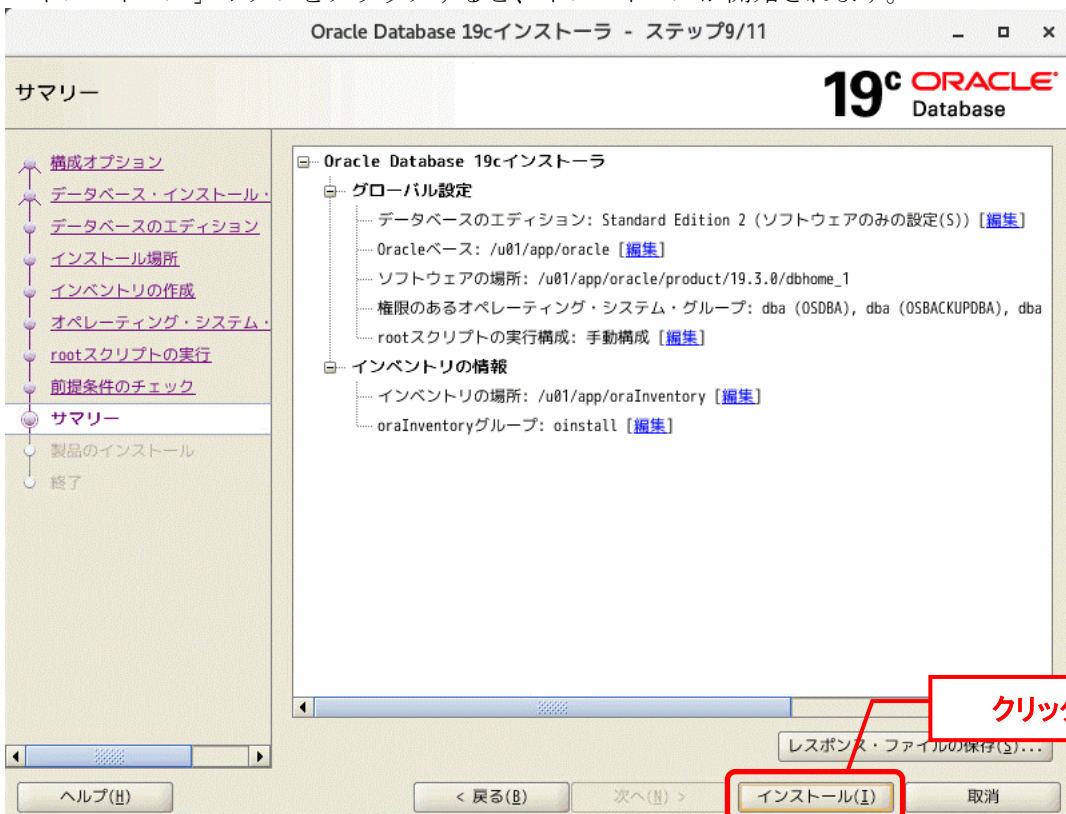 Oracle Database 19cインストーラ - ステップ9/11
サマリー
19c ORACLE
Database
構成オプション
データベース・インストール・
データベースのエディション
インストール場所
インベントリの作成
オペレーティング・システム・
rootスクリプトの実行
前提条件のチェック
サマリー
製品のインストール
終了
Oracle Database 19cインストーラ
グローバル設定
データベースのエディション: Standard Edition 2 (ソフトウェアのみの設定(S)) [編集]
Oracleベース: /u01/app/oracle [編集]
ソフトウェアの場所: /u01/app/oracle/product/19.3.0/dbhome_1
権限のあるオペレーティング・システム・グループ: dba (OSDBA), dba (OSBACKUPDBA), dba
rootスクリプトの実行構成: 手動構成 [編集]
インベントリの情報
インベントリの場所: /u01/app/oraInventory [編集]
oraInventoryグループ: oinstall [編集]
クリック
レスポンス・ファイルの保存(S)...
ヘルプ(H)
< 戻る(B)
次へ(N) >
インストール(I)
取消